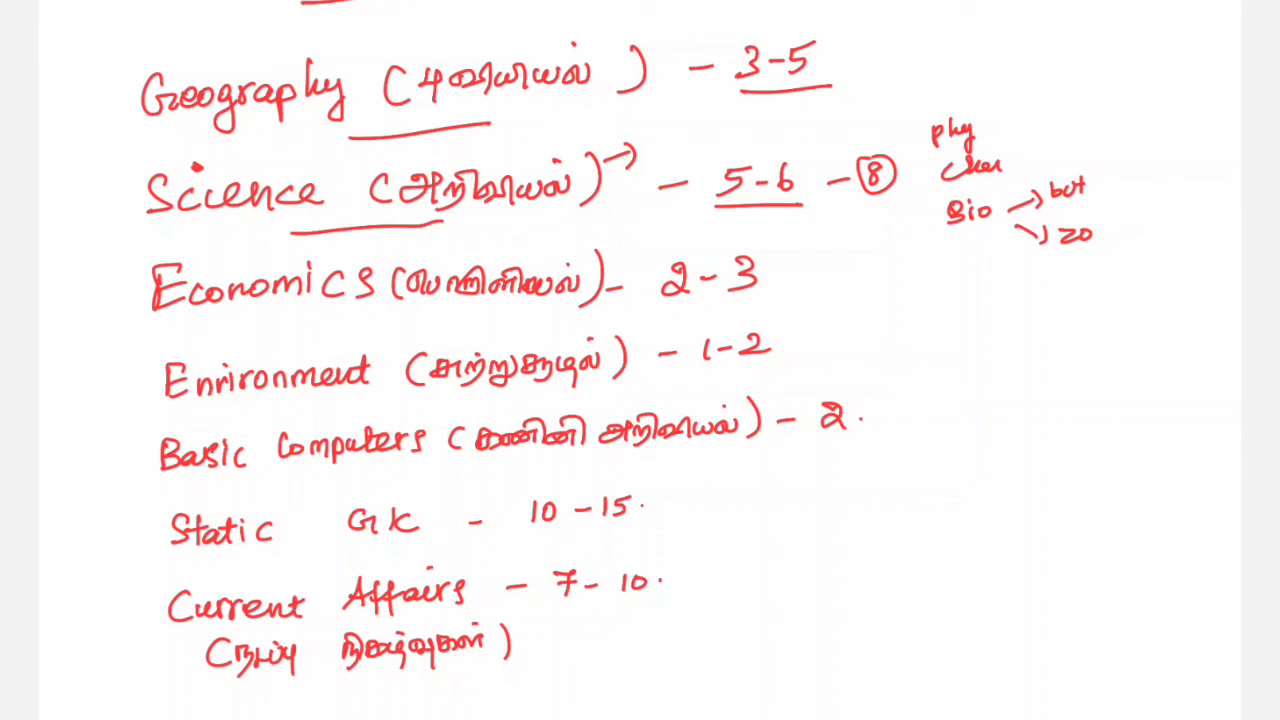 Geography (புவியியல்) - 3-5
Science (அறிவியல்) → - 5-6 - 8
phy
che
Bio → bot
→ zo
Economics (பொருளியல்) - 2-3
Environment (சுற்றுசூழல்) - 1-2
Basic Computers (கணினி அறிவியல்) - 2.
Static GK - 10-15.
Current Affairs - 7-10.
(நடப்பு நிகழ்வுகள்)